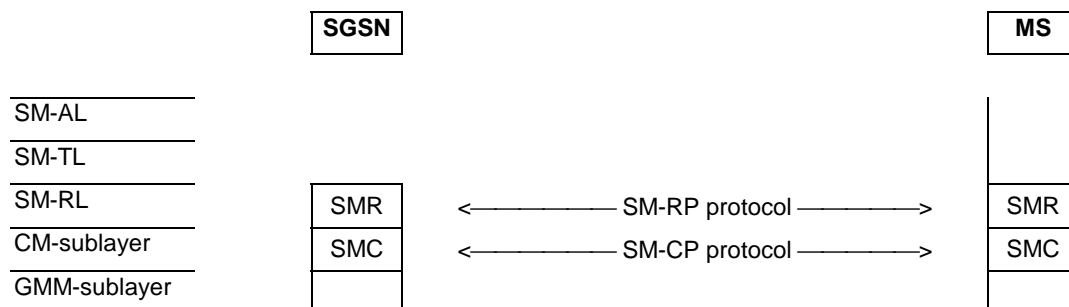 SGSN MS
SM-AL
SM-TL
SM-RL SMR <—————— SM-RP protocol ——————> SMR
CM-sublayer SMC <—————— SM-CP protocol ——————> SMC
GMM-sublayer